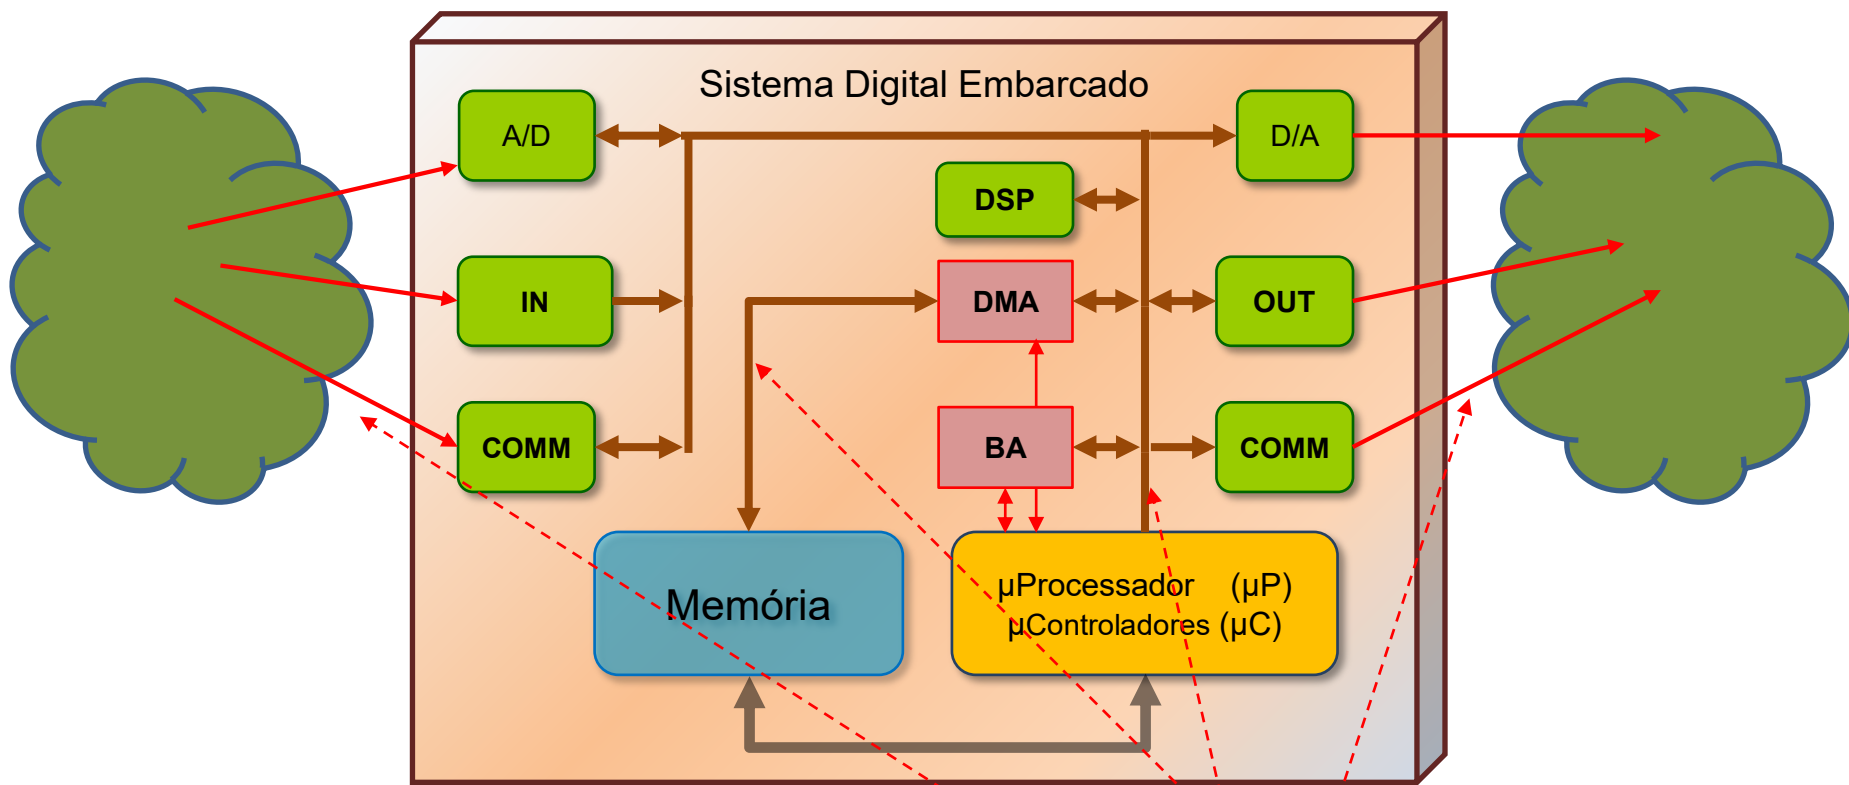 Sistema Digital Embarcado
A/D
D/A
DSP
IN
DMA
OUT
COMM
BA
COMM
Memória
µProcessador (µP)
µControladores (µC)